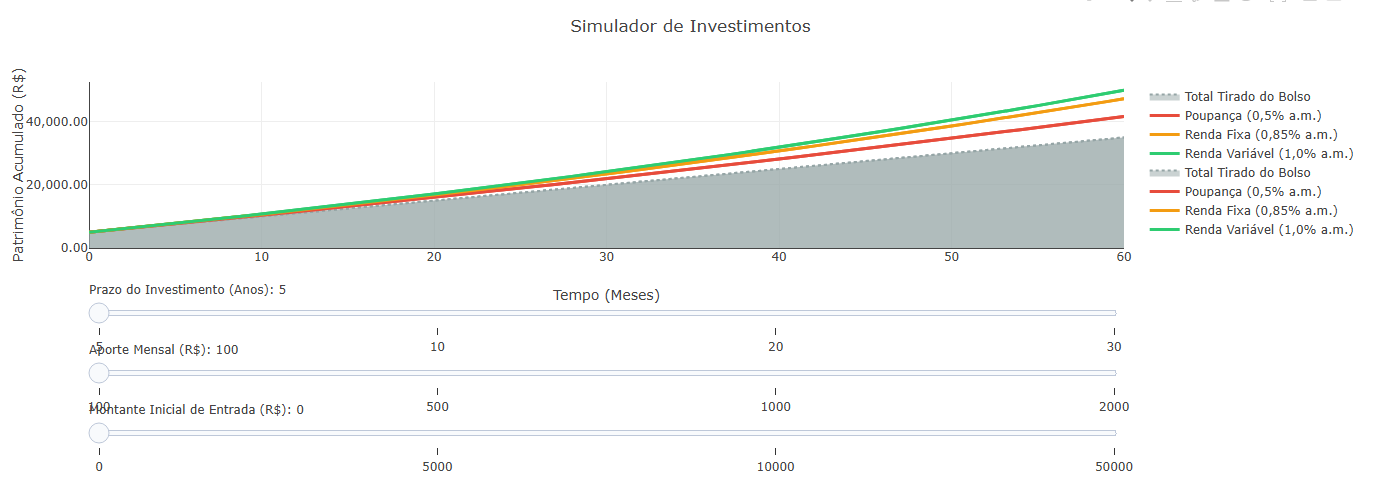 Simulador de Investimentos
Patrimônio Acumulado (R$)
40,000.00
20,000.00
0.00
0 10 20 30 40 50 60
Tempo (Meses)
Total Tirado do Bolso
Poupança (0,5% a.m.)
Renda Fixa (0,85% a.m.)
Renda Variável (1,0% a.m.)
Total Tirado do Bolso
Poupança (0,5% a.m.)
Renda Fixa (0,85% a.m.)
Renda Variável (1,0% a.m.)
Prazo do Investimento (Anos): 5
5 10 20 30
Aporte Mensal (R$): 100
100 500 1000 2000
Montante Inicial de Entrada (R$): 0
0 5000 10000 50000